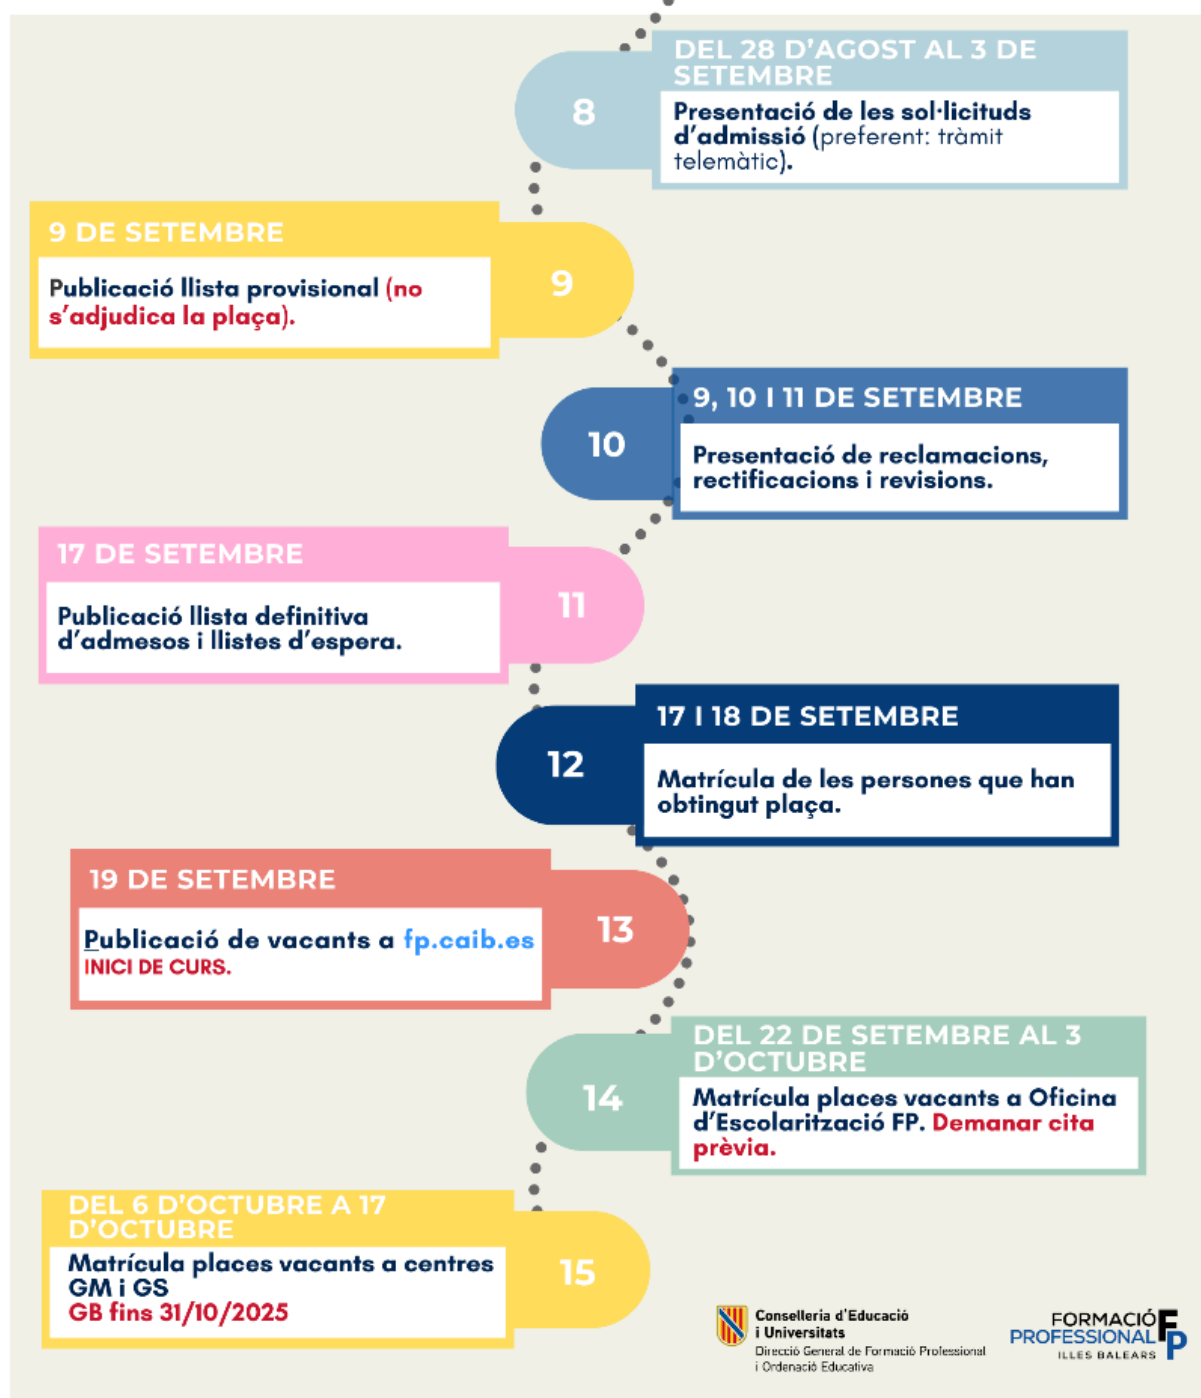 8
DEL 28 D'AGOST AL 3 DE
SETEMBRE
Presentació de les sol·licituds
d'admissió (preferent: tràmit
telemàtic).
9 DE SETEMBRE
Publicació llista provisional (no
s'adjudica la plaça).
9
10
9, 10 I 11 DE SETEMBRE
Presentació de reclamacions,
rectificacions i revisions.
17 DE SETEMBRE
Publicació llista definitiva
d'admesos i llistes d'espera.
11
12
17 I 18 DE SETEMBRE
Matrícula de les persones que han
obtingut plaça.
19 DE SETEMBRE
Publicació de vacants a fp.caib.es
INICI DE CURS.
13
14
DEL 22 DE SETEMBRE AL 3
D'OCTUBRE
Matrícula places vacants a Oficina
d'Escolarització FP. Demanar cita
prèvia.
DEL 6 D'OCTUBRE A 17
D'OCTUBRE
Matrícula places vacants a centres
GM i GS
GB fins 31/10/2025
15
Conselleria d'Educació
i Universitats
Direcció General de Formació Professional
i Ordenació Educativa
FORMACIÓ
PROFESSIONAL
ILLES BALEARS
FP